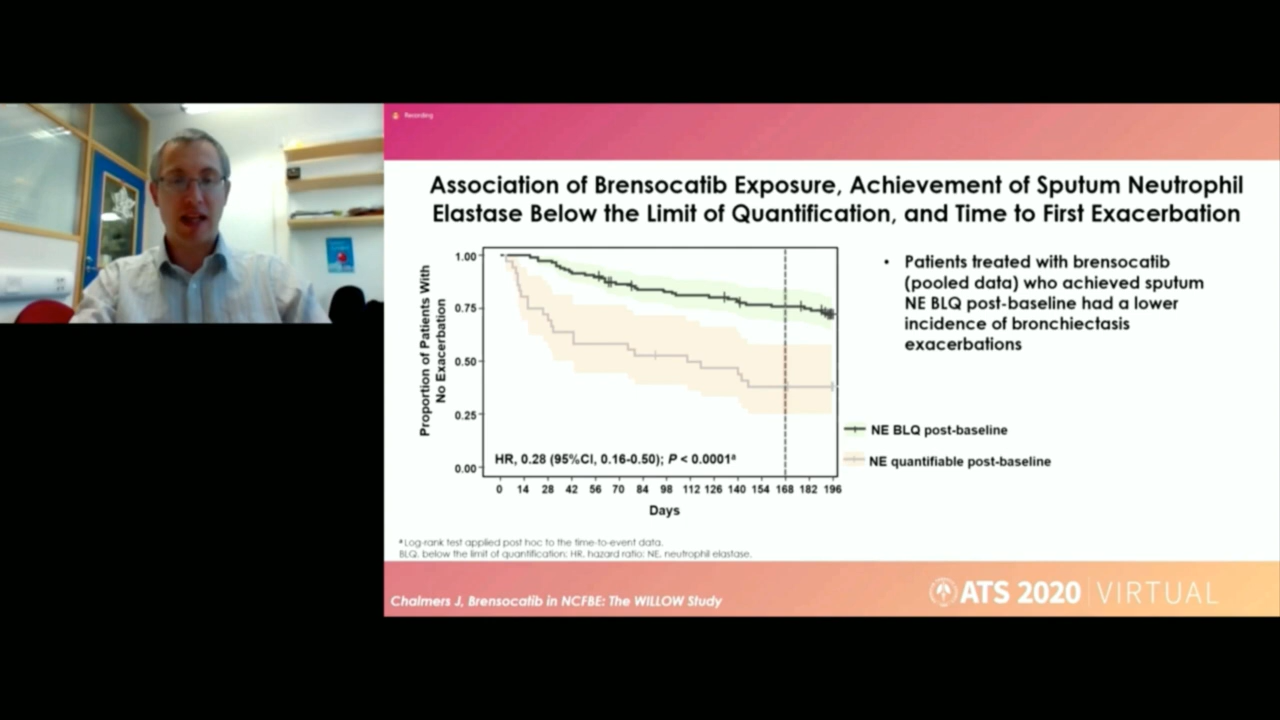 Recording
Association of Brensocatib Exposure, Achievement of Sputum Neutrophil
Elastase Below the Limit of Quantification, and Time to First Exacerbation
Proportion of Patients With
No Exacerbation
1.00
0.75
0.50
0.25
0.00
HR, 0.28 (95%CI, 0.16-0.50); P < 0.0001ᵃ
0 14 28 42 56 70 84 98 112 126 140 154 168 182 196
Days
• Patients treated with brensocatib
(pooled data) who achieved sputum
NE BLQ post-baseline had a lower
incidence of bronchiectasis
exacerbations
NE BLQ post-baseline
NE quantifiable post-baseline
ᵃ Log-rank test applied post hoc to the time-to-event data.
BLQ, below the limit of quantification; HR, hazard ratio; NE, neutrophil elastase.
Chalmers J, Brensocatib in NCFBE: The WILLOW Study
ATS 2020 | VIRTUAL